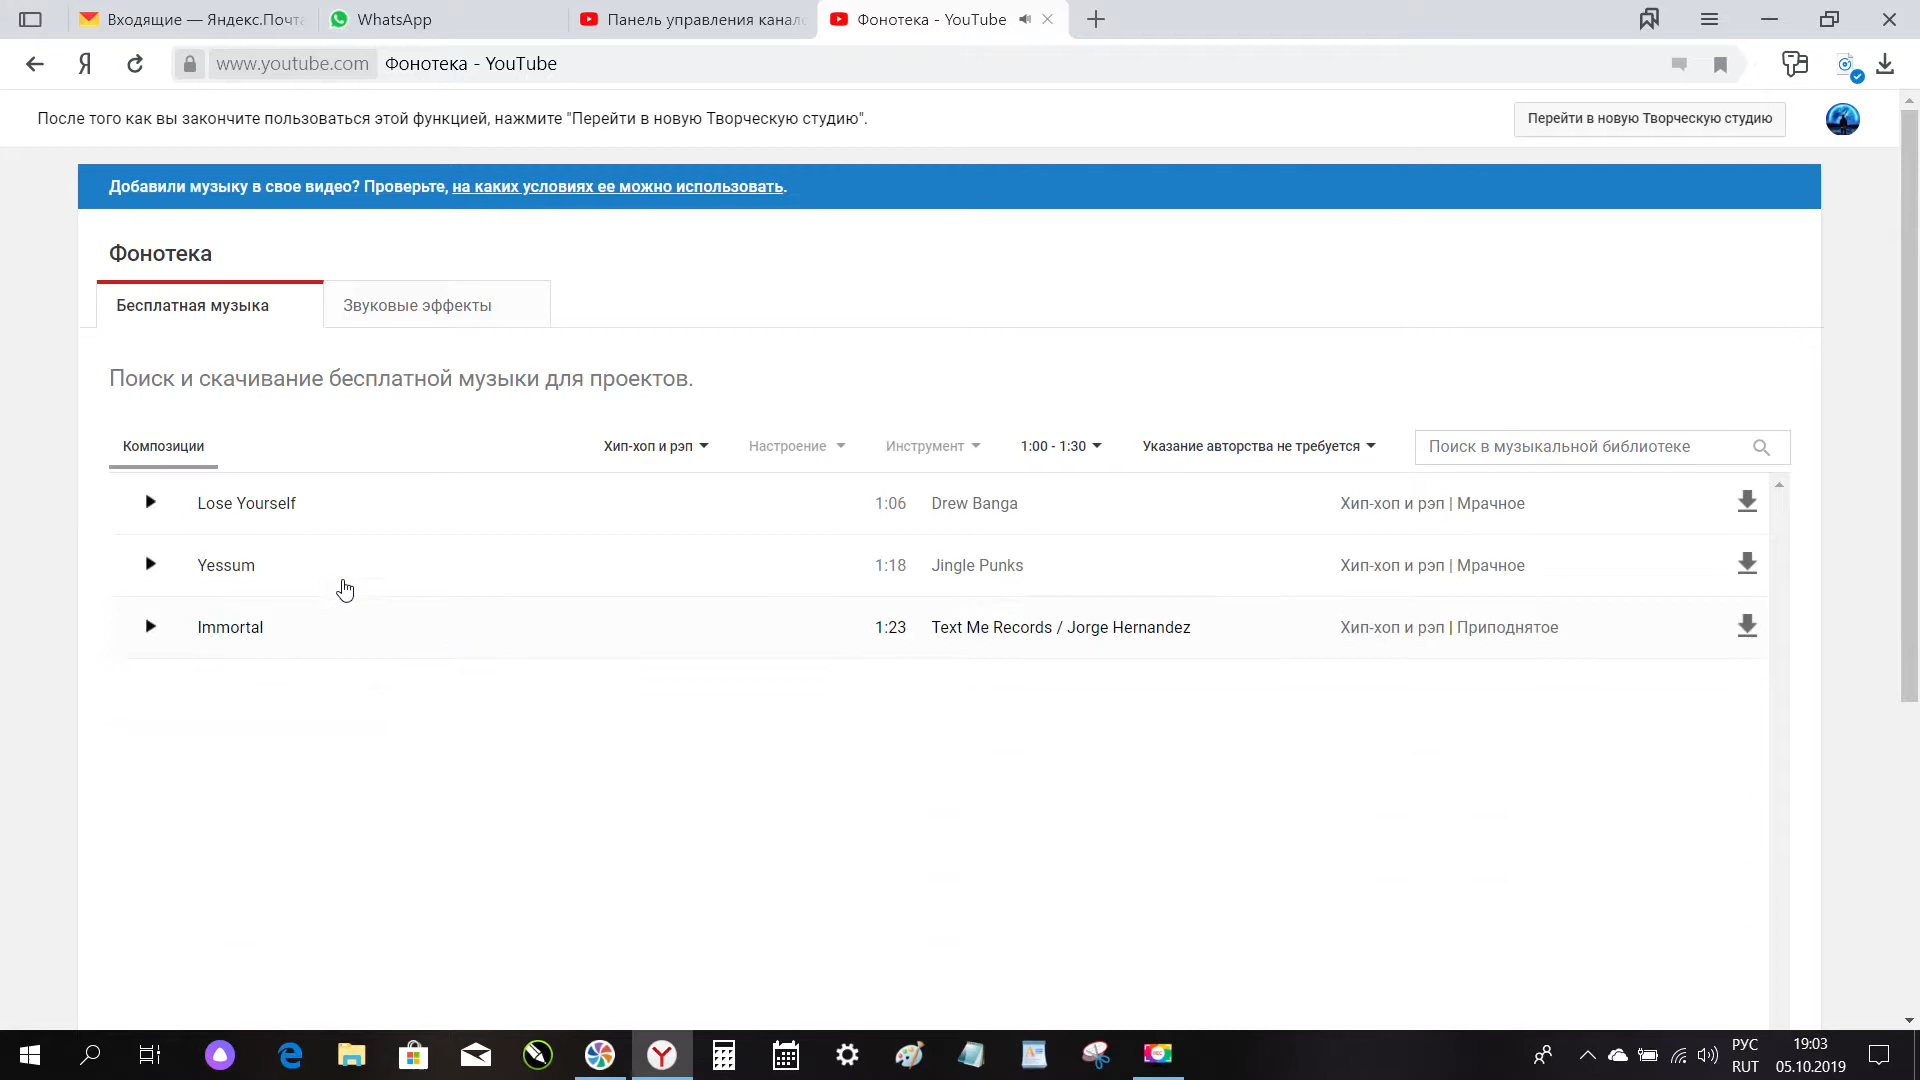 Входящие — Яндекс.Почта
WhatsApp
Панель управления канало
Фонотека - YouTube
Я
www.youtube.com
Фонотека - YouTube
После того как вы закончите пользоваться этой функцией, нажмите "Перейти в новую Творческую студию".
Перейти в новую Творческую студию
Добавили музыку в свое видео? Проверьте, на каких условиях ее можно использовать.
Фонотека
Бесплатная музыка
Звуковые эффекты
Поиск и скачивание бесплатной музыки для проектов.
Композиции
Хип-хоп и рэп
Настроение
Инструмент
1:00 - 1:30
Указание авторства не требуется
Поиск в музыкальной библиотеке
Lose Yourself 1:06 Drew Banga Хип-хоп и рэп | Мрачное
Yessum 1:18 Jingle Punks Хип-хоп и рэп | Мрачное
Immortal 1:23 Text Me Records / Jorge Hernandez Хип-хоп и рэп | Приподнятое
РУС 19:03
RUT 05.10.2019